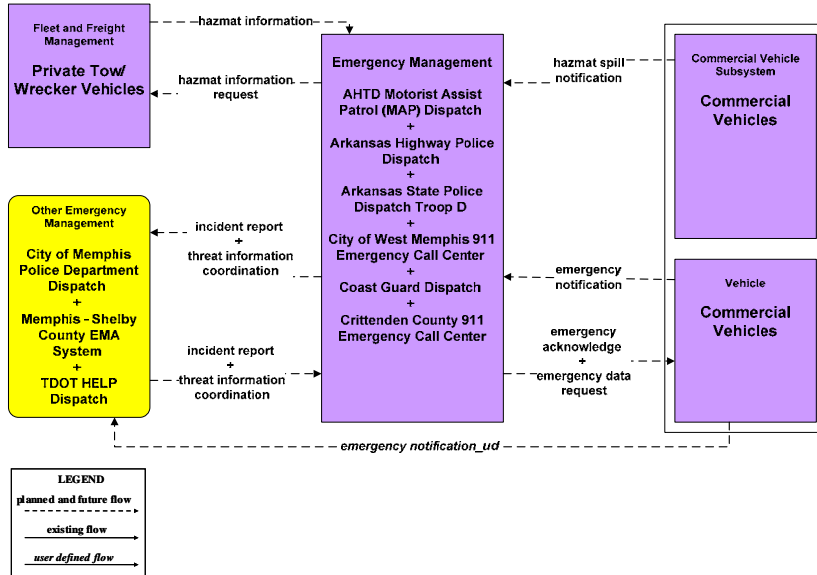 Fleet and Freight
Management
Private Tow/
Wrecker Vehicles
hazmat information
hazmat information
request
Emergency Management
AHTD Motorist Assist
Patrol (MAP) Dispatch
+
Arkansas Highway Police
Dispatch
+
Arkansas State Police
Dispatch Troop D
+
City of West Memphis 911
Emergency Call Center
+
Coast Guard Dispatch
+
Crittenden County 911
Emergency Call Center
hazmat spill
notification
Commercial Vehicle
Subsystem
Commercial
Vehicles
Other Emergency
Management
City of Memphis
Police Department
Dispatch
+
Memphis - Shelby
County EMA
System
+
TDOT HELP
Dispatch
incident report
+
threat information
coordination
incident report
+
threat information
coordination
emergency
notification
emergency
acknowledge
+
emergency data
request
Vehicle
Commercial
Vehicles
emergency notification_ud
LEGEND
planned and future flow
existing flow
user defined flow